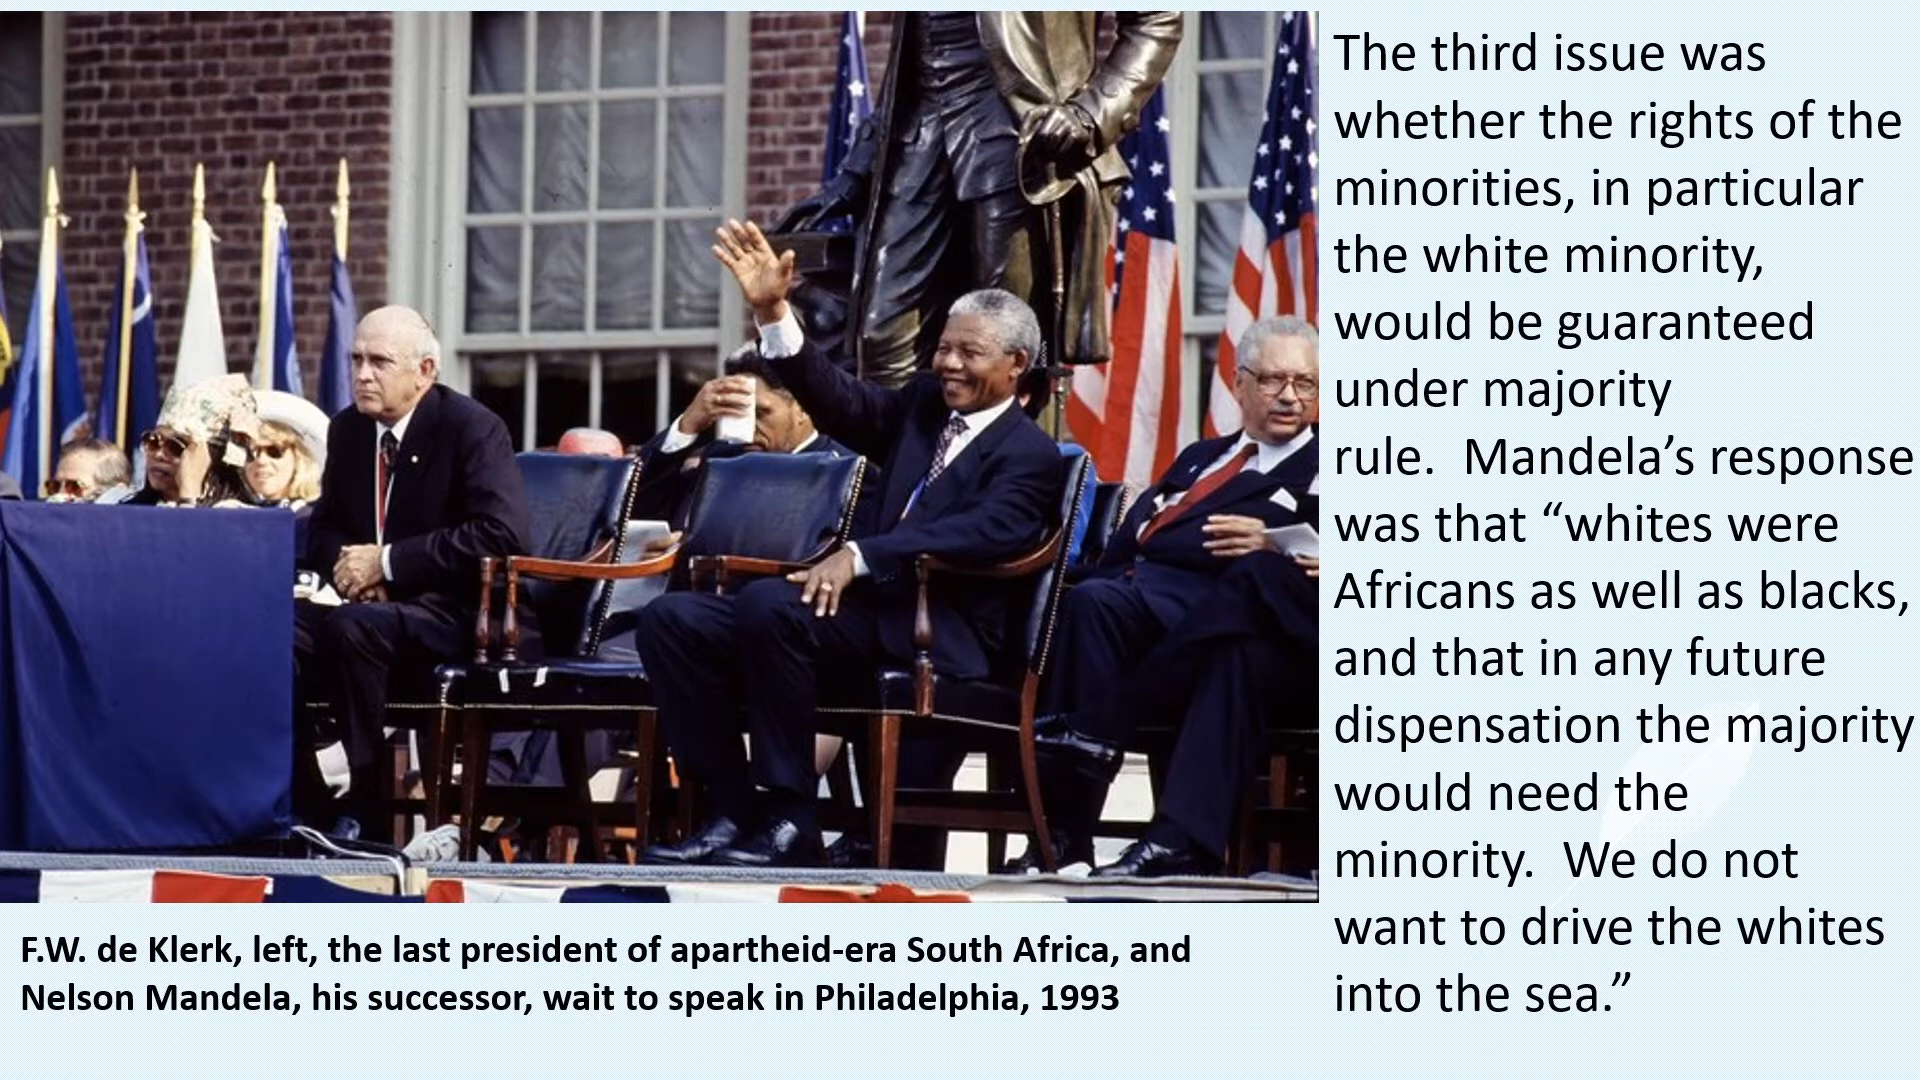 The third issue was
whether the rights of the
minorities, in particular
the white minority,
would be guaranteed
under majority
rule.  Mandela’s response
was that “whites were
Africans as well as blacks,
and that in any future
dispensation the majority
would need the
minority.  We do not
want to drive the whites
into the sea.”
F.W. de Klerk, left, the last president of apartheid-era South Africa, and
Nelson Mandela, his successor, wait to speak in Philadelphia, 1993